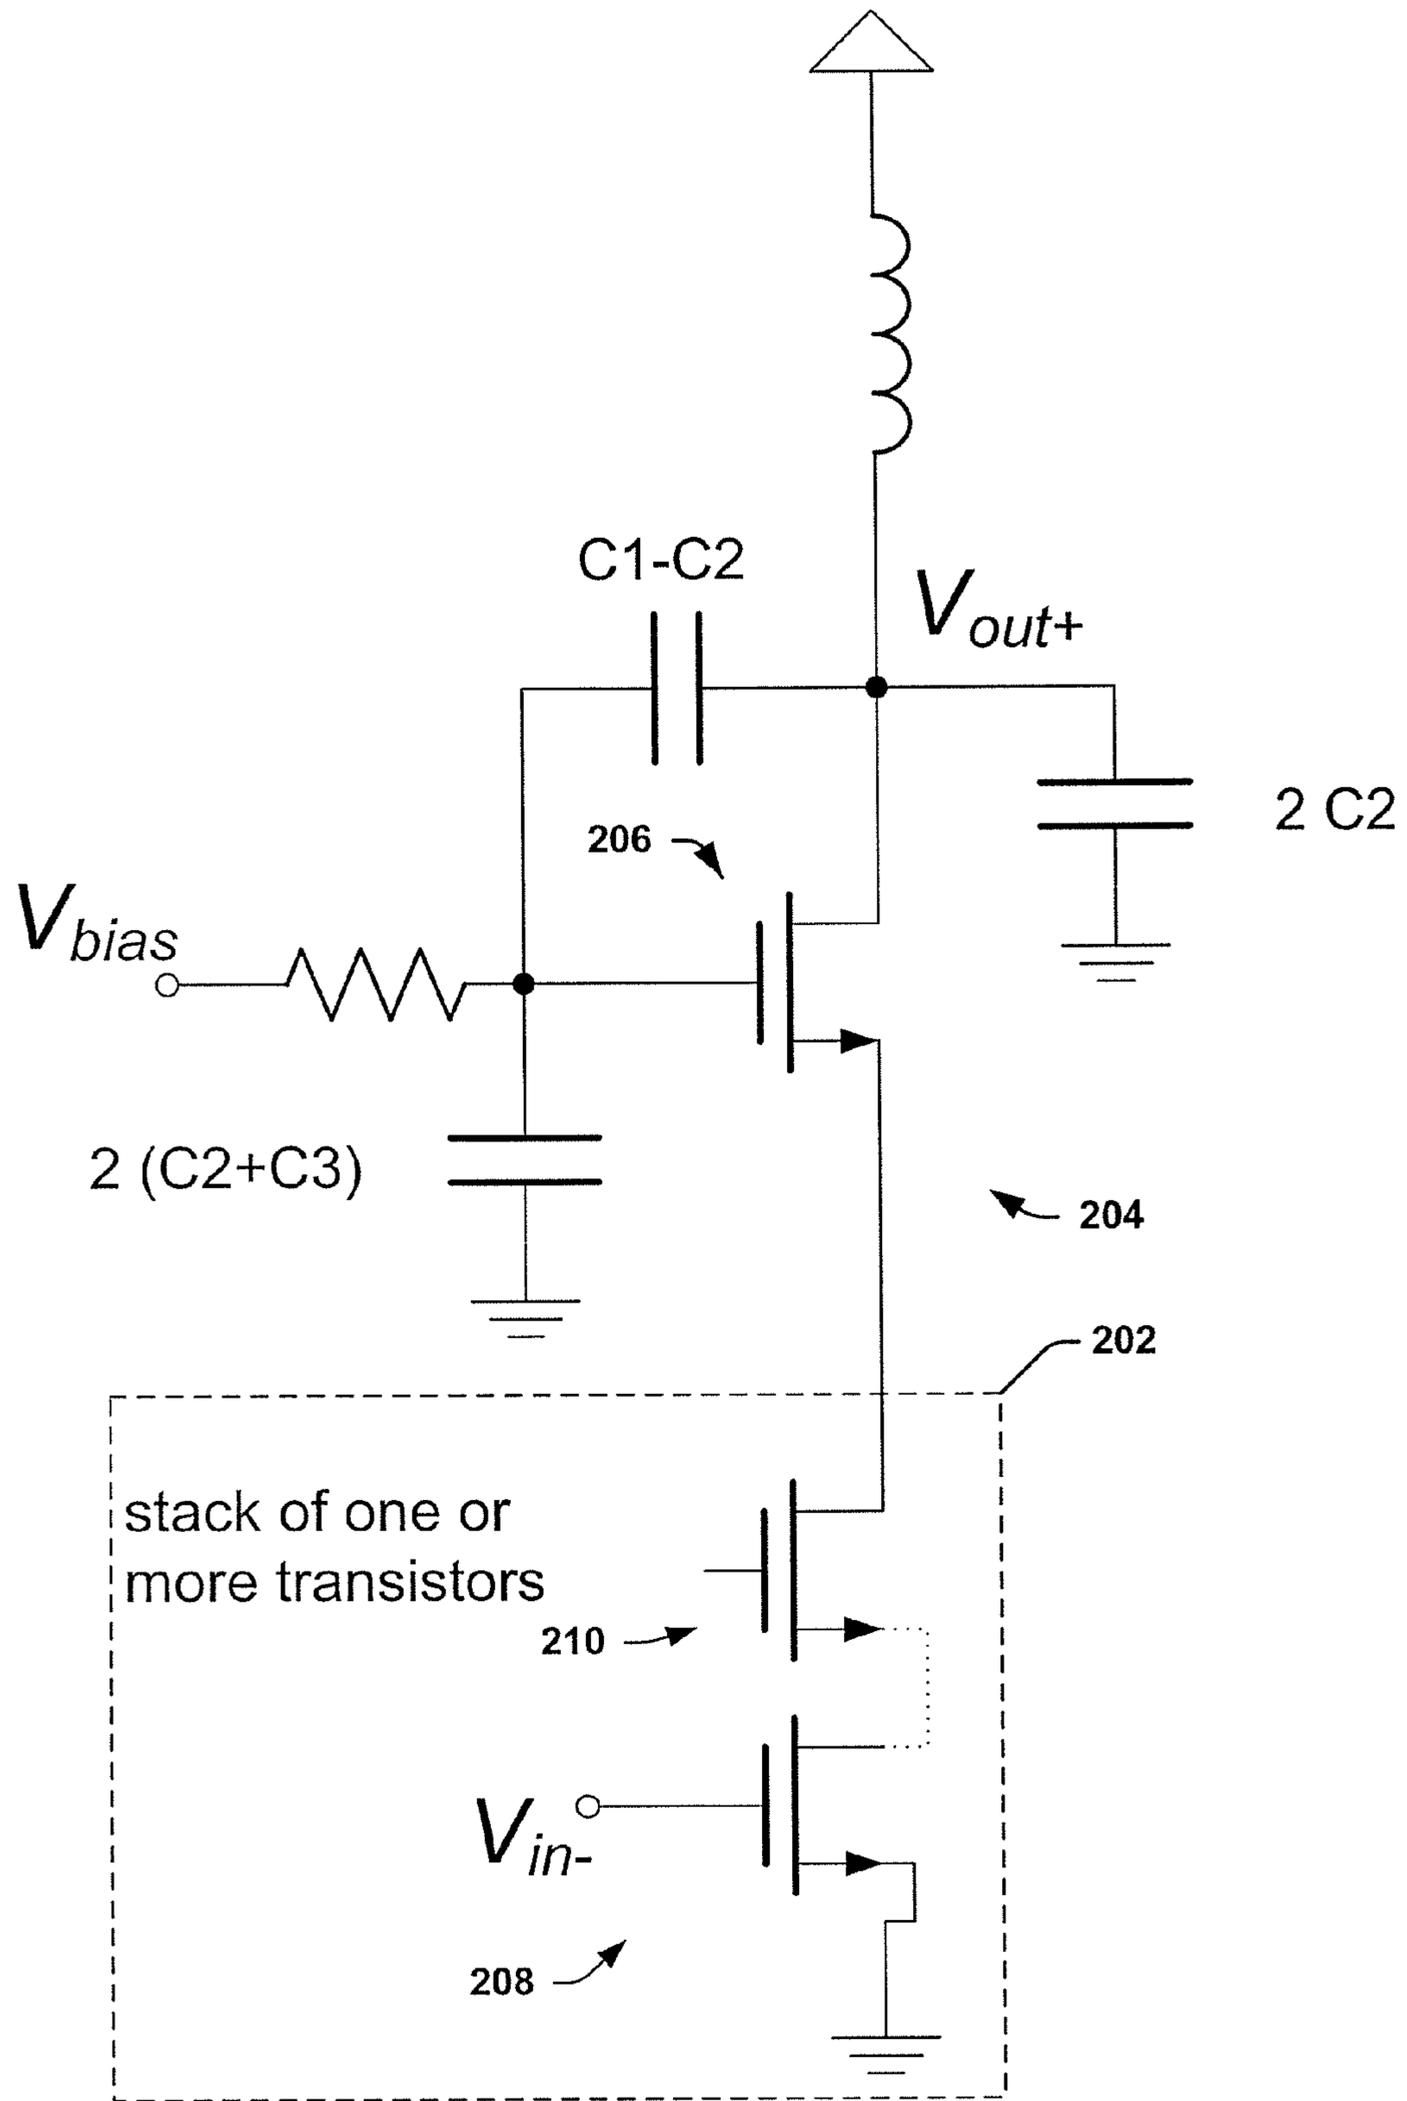 C1-C2
Vout+
2 C2
206
Vbias
2 (C2+C3)
204
202
stack of one or
more transistors
210
Vin-
208